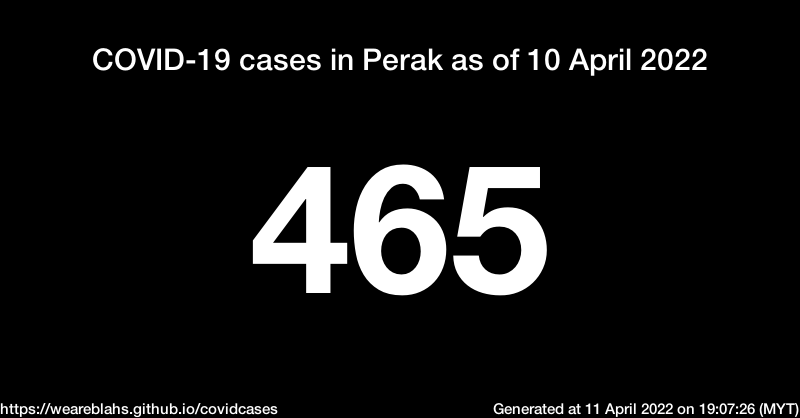 COVID-19 cases in Perak as of 10 April 2022
465
https://weareblahs.github.io/covidcases
Generated at 11 April 2022 on 19:07:26 (MYT)